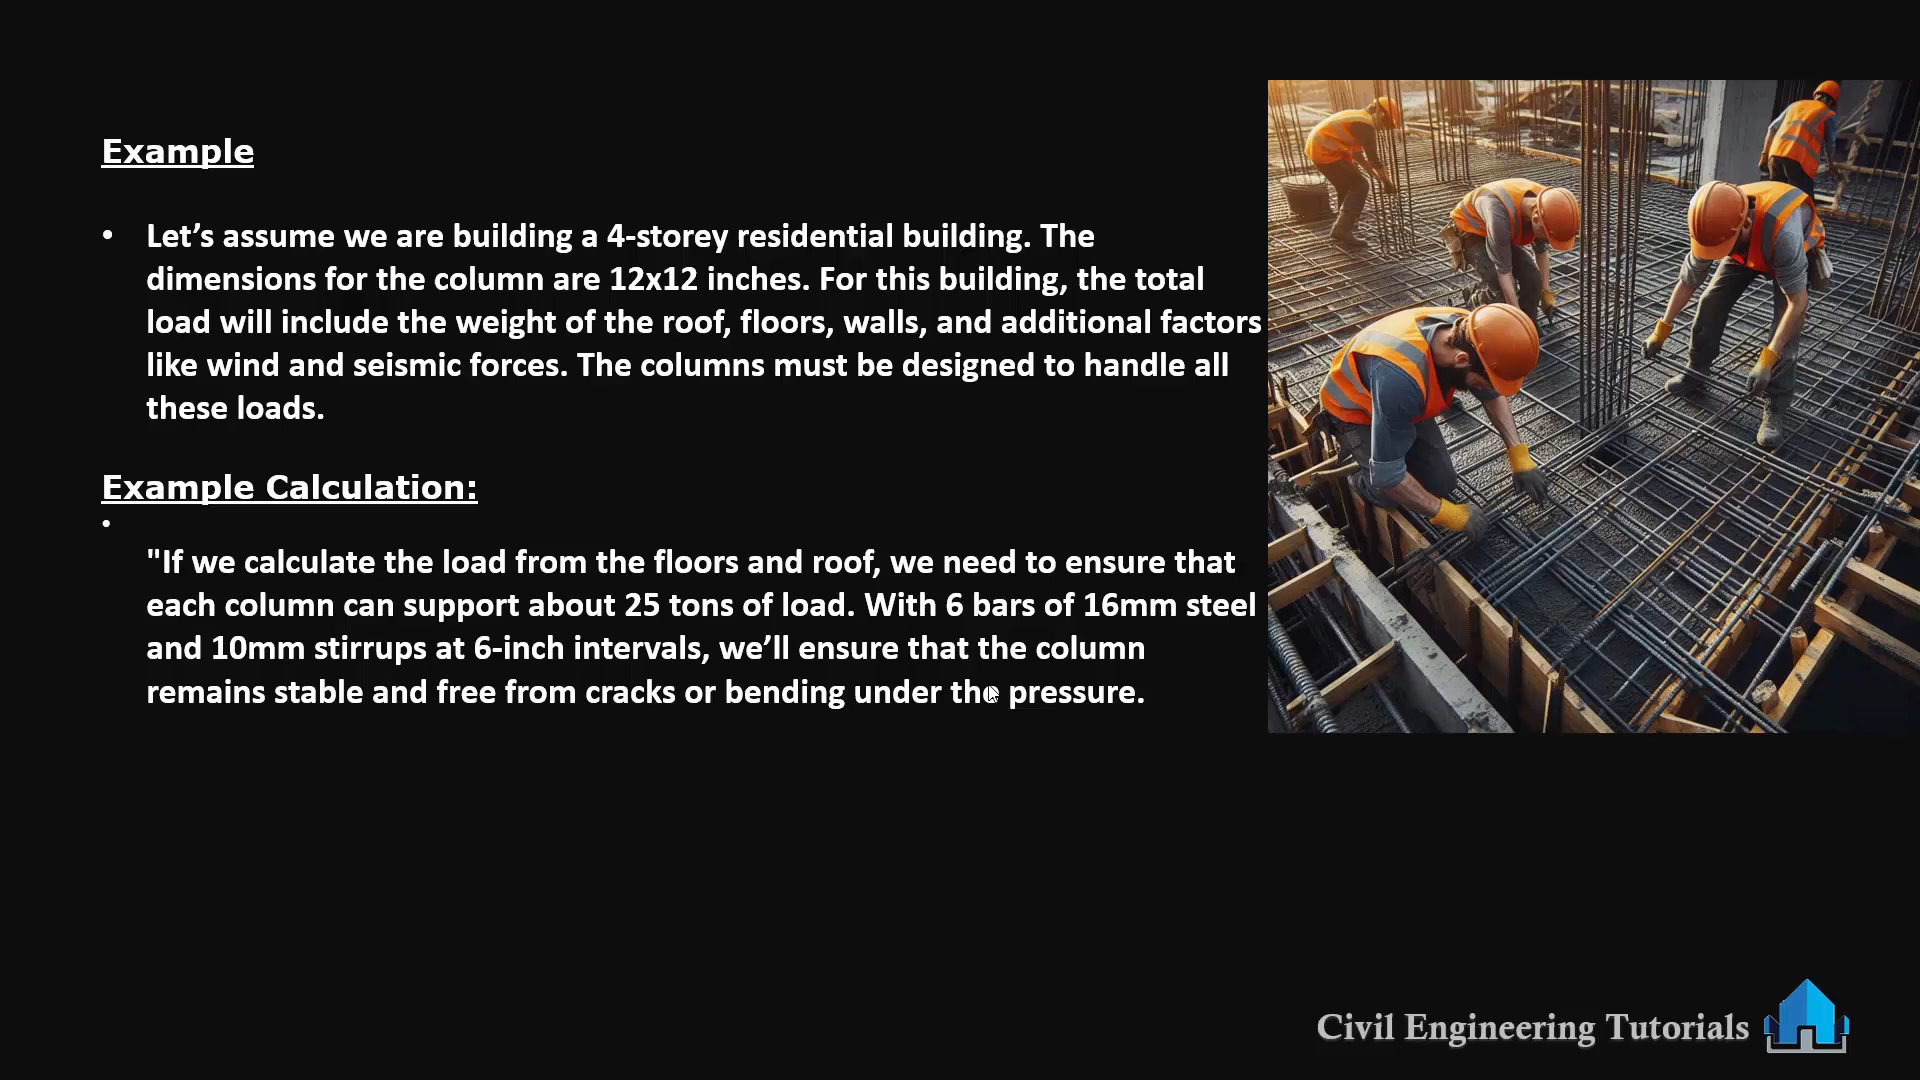 Example
• Let’s assume we are building a 4-storey residential building. The
dimensions for the column are 12x12 inches. For this building, the total
load will include the weight of the roof, floors, walls, and additional factors
like wind and seismic forces. The columns must be designed to handle all
these loads.
Example Calculation:
•
"If we calculate the load from the floors and roof, we need to ensure that
each column can support about 25 tons of load. With 6 bars of 16mm steel
and 10mm stirrups at 6-inch intervals, we’ll ensure that the column
remains stable and free from cracks or bending under the pressure.
Civil Engineering Tutorials